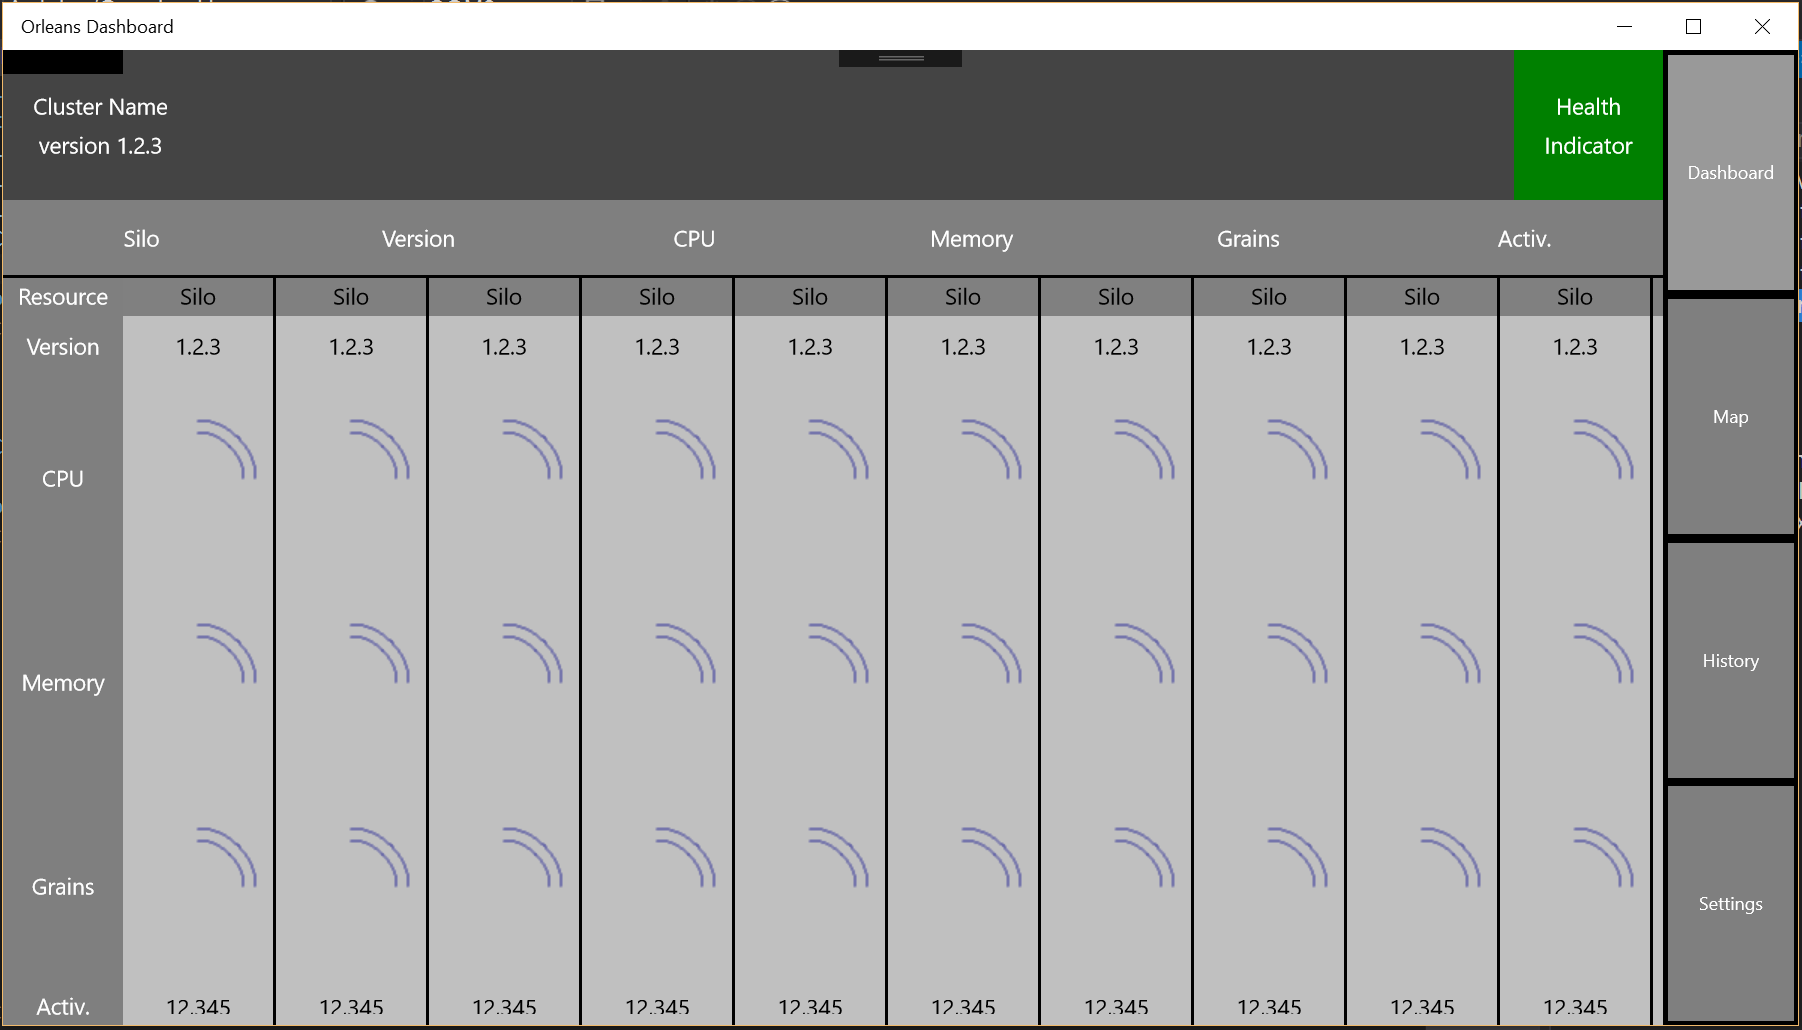 Orleans Dashboard
Cluster Name
version 1.2.3
Health
Indicator
Silo Version CPU Memory Grains Activ.
Resource Silo Silo Silo Silo Silo Silo Silo Silo Silo Silo
Version 1.2.3 1.2.3 1.2.3 1.2.3 1.2.3 1.2.3 1.2.3 1.2.3 1.2.3 1.2.3
CPU
Memory
Grains
Activ. 12.345 12.345 12.345 12.345 12.345 12.345 12.345 12.345 12.345 12.345
Dashboard
Map
History
Settings